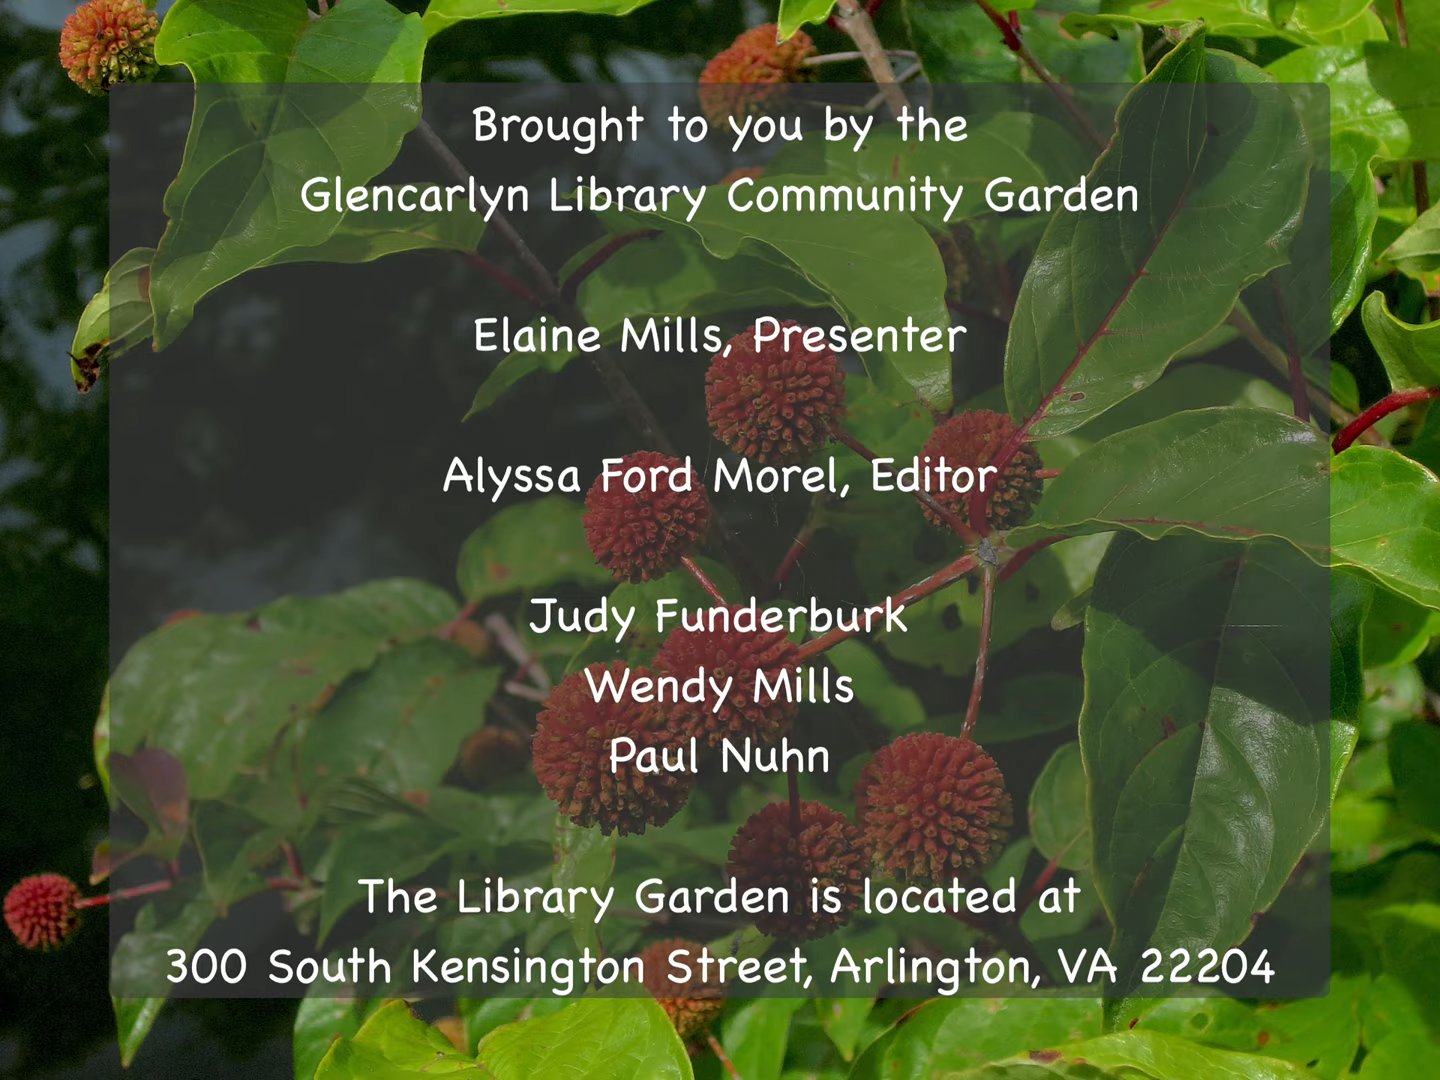 Brought to you by the
Glencarlyn Library Community Garden
Elaine Mills, Presenter
Alyssa Ford Morel, Editor
Judy Funderburk
Wendy Mills
Paul Nuhn
The Library Garden is located at
300 South Kensington Street, Arlington, VA 22204